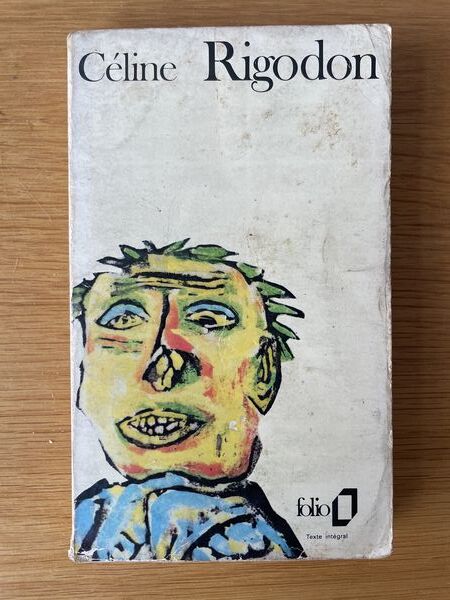 Céline Rigodon
folio
Texte intégral